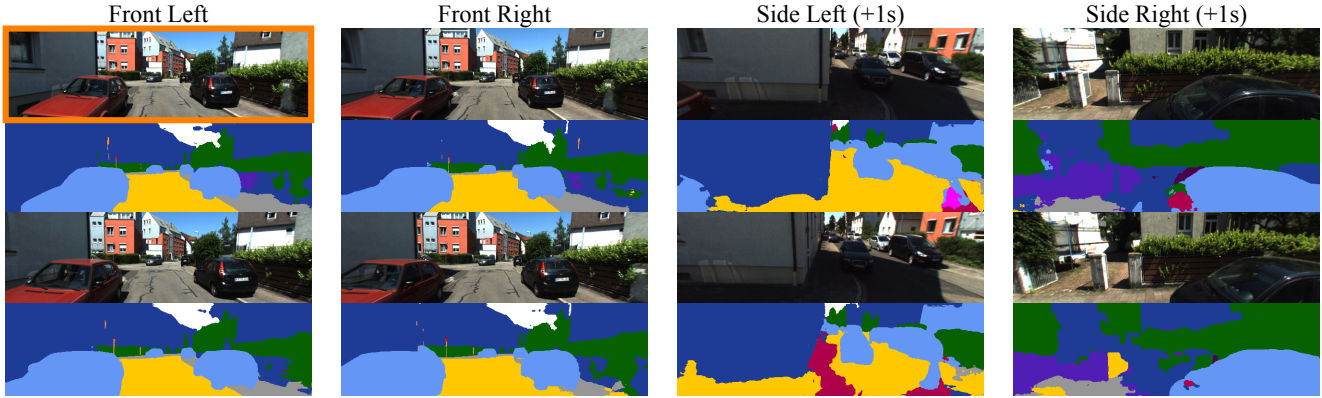 Front Left
Front Right
Side Left (+1s)
Side Right (+1s)